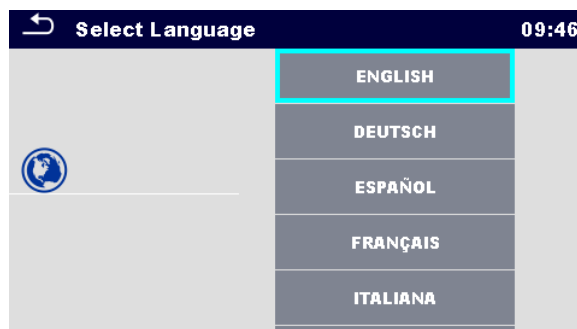 Select Language 09:46
ENGLISH
DEUTSCH
ESPAÑOL
FRANÇAIS
ITALIANA